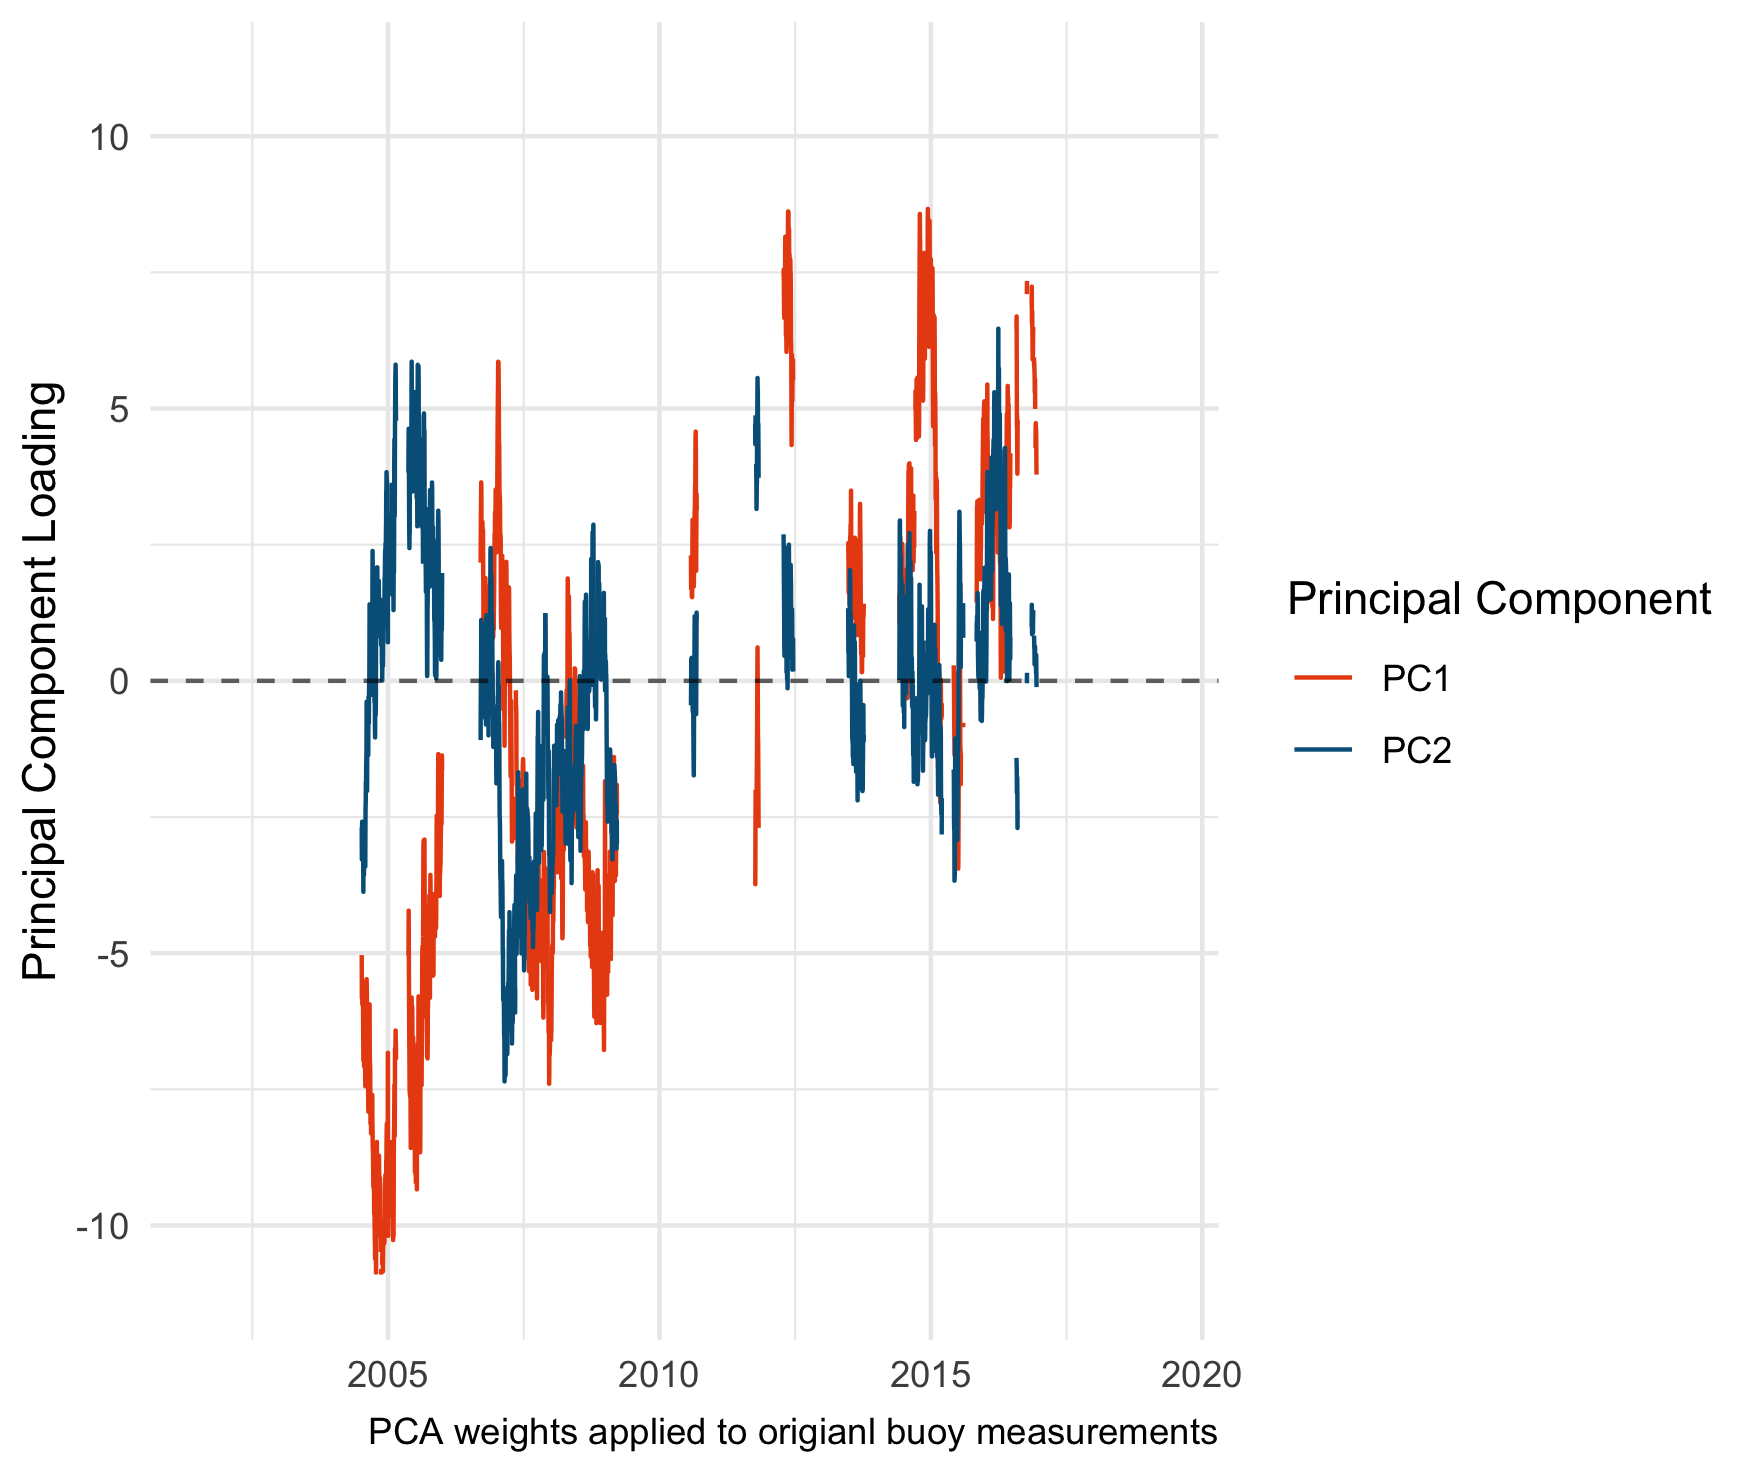 Principal Component Loading
10
5
0
-5
-10
2005
2010
2015
2020
PCA weights applied to origianl buoy measurements
Principal Component
PC1
PC2